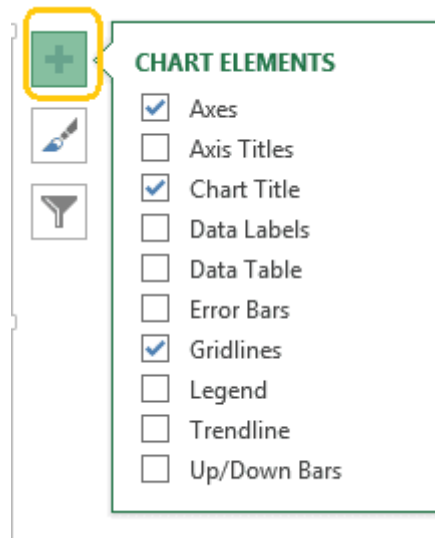 CHART ELEMENTS
Axes
Axis Titles
Chart Title
Data Labels
Data Table
Error Bars
Gridlines
Legend
Trendline
Up/Down Bars